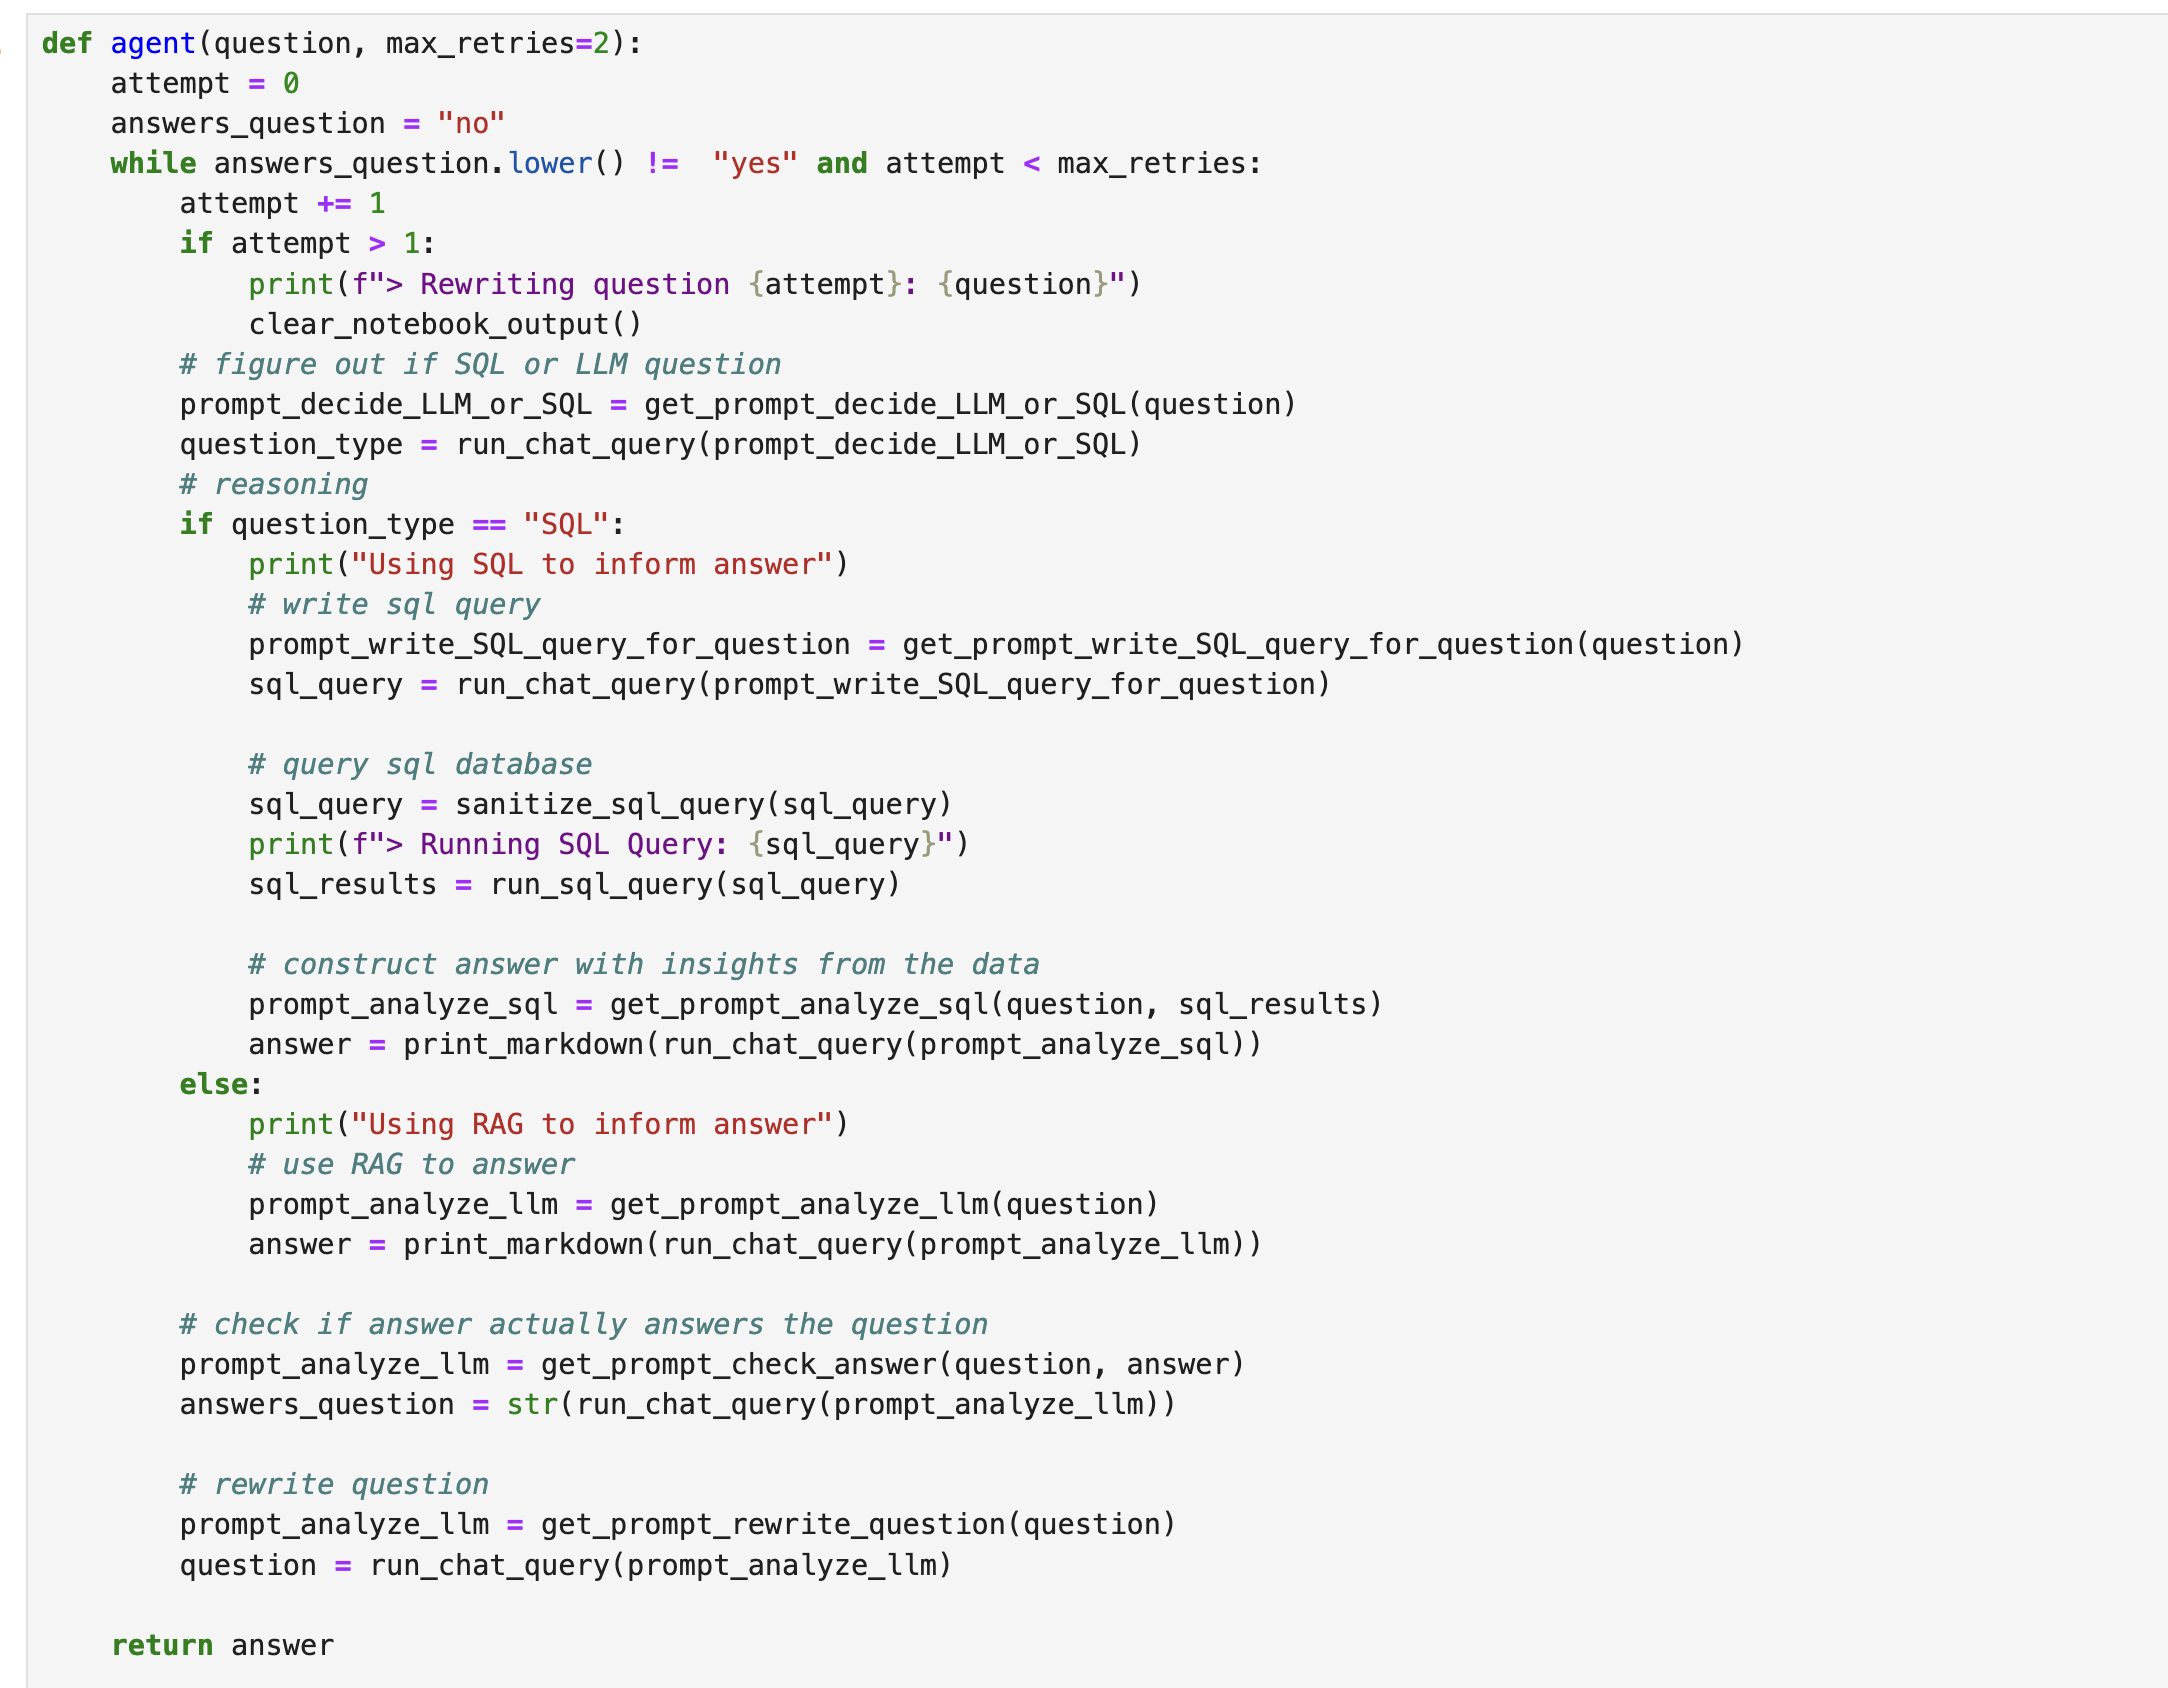 def agent(question, max_retries=2):
    attempt = 0
    answers_question = "no"
    while answers_question.lower() !=  "yes" and attempt < max_retries:
        attempt += 1
        if attempt > 1:
            print(f"> Rewriting question {attempt}: {question}")
            clear_notebook_output()
        # figure out if SQL or LLM question
        prompt_decide_LLM_or_SQL = get_prompt_decide_LLM_or_SQL(question)
        question_type = run_chat_query(prompt_decide_LLM_or_SQL)
        # reasoning
        if question_type == "SQL":
            print("Using SQL to inform answer")
            # write sql query
            prompt_write_SQL_query_for_question = get_prompt_write_SQL_query_for_question(question)
            sql_query = run_chat_query(prompt_write_SQL_query_for_question)

            # query sql database
            sql_query = sanitize_sql_query(sql_query)
            print(f"> Running SQL Query: {sql_query}")
            sql_results = run_sql_query(sql_query)

            # construct answer with insights from the data
            prompt_analyze_sql = get_prompt_analyze_sql(question, sql_results)
            answer = print_markdown(run_chat_query(prompt_analyze_sql))
        else:
            print("Using RAG to inform answer")
            # use RAG to answer
            prompt_analyze_llm = get_prompt_analyze_llm(question)
            answer = print_markdown(run_chat_query(prompt_analyze_llm))

        # check if answer actually answers the question
        prompt_analyze_llm = get_prompt_check_answer(question, answer)
        answers_question = str(run_chat_query(prompt_analyze_llm))

        # rewrite question
        prompt_analyze_llm = get_prompt_rewrite_question(question)
        question = run_chat_query(prompt_analyze_llm)

    return answer